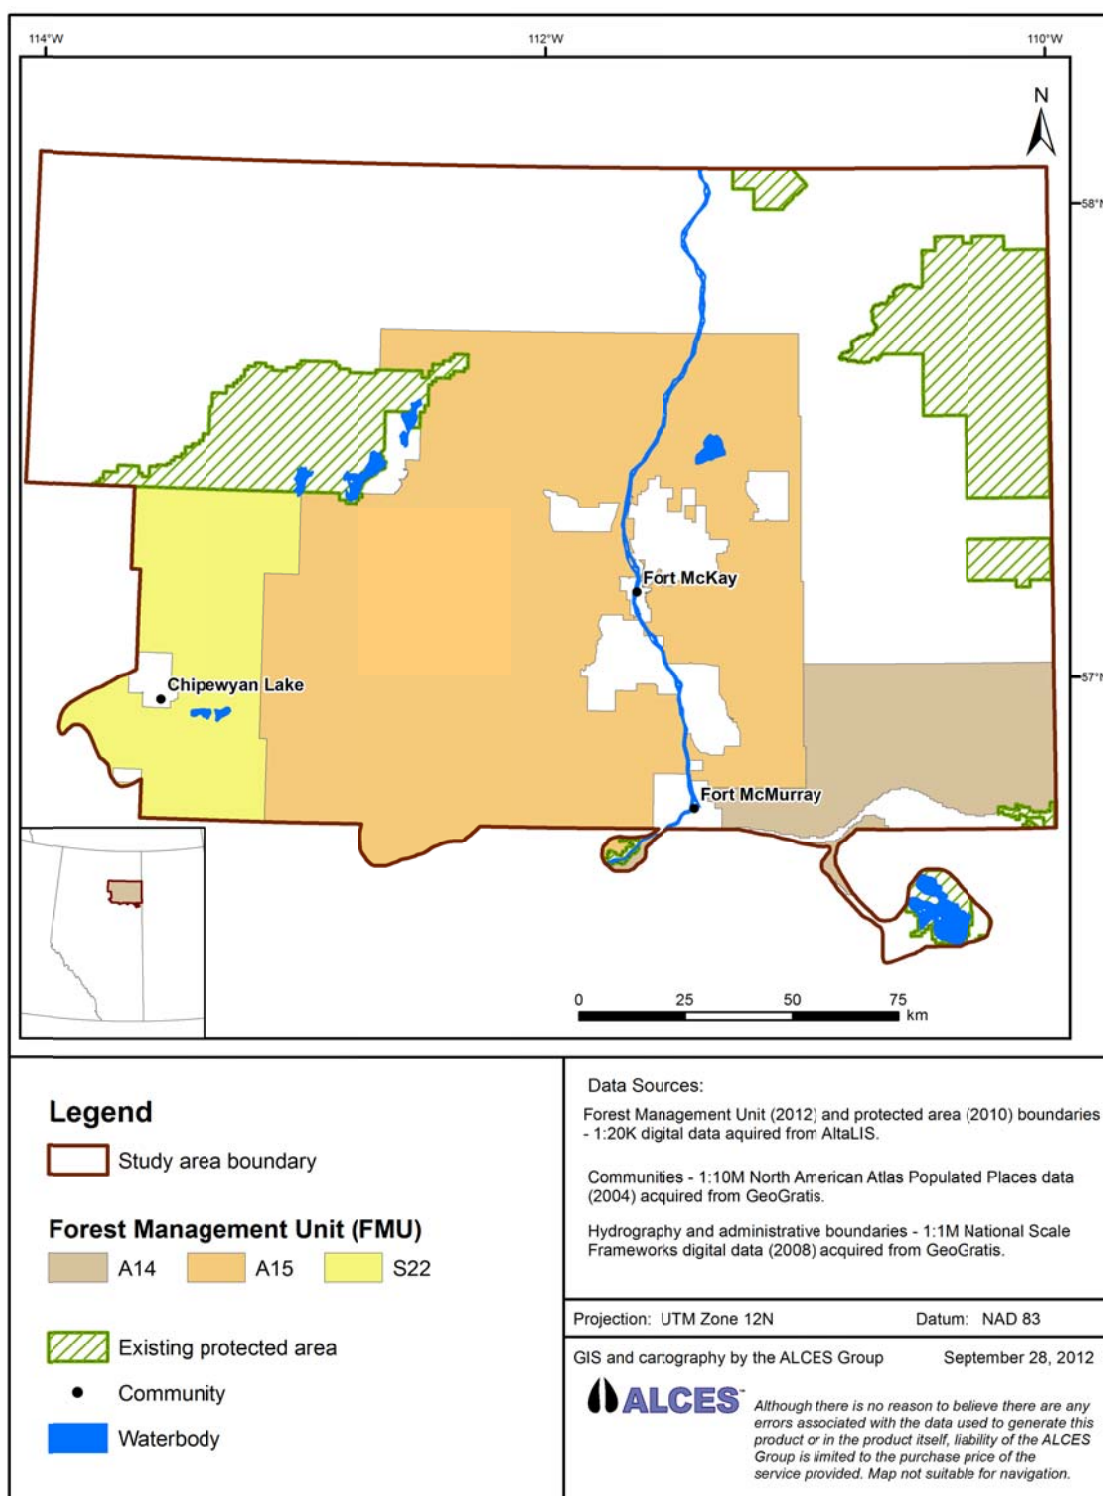 114°W 112°W 110°W
N
58°N
Fort McKay
57°N
Chipewyan Lake
Fort McMurray
0 25 50 75
km
Legend
Study area boundary
Forest Management Unit (FMU)
A14 A15 S22
Existing protected area
Community
Waterbody
Data Sources:
Forest Management Unit (2012) and protected area (2010) boundaries
- 1:20K digital data aquired from AltaLIS.
Communities - 1:10M North American Atlas Populated Places data
(2004) acquired from GeoGratis.
Hydrography and administrative boundaries - 1:1M National Scale
Frameworks digital data (2008) acquired from GeoGratis.
Projection: UTM Zone 12N Datum: NAD 83
GIS and cartography by the ALCES Group September 28, 2012
ALCES™
Although there is no reason to believe there are any
errors associated with the data used to generate this
product or in the product itself, liability of the ALCES
Group is limited to the purchase price of the
service provided. Map not suitable for navigation.